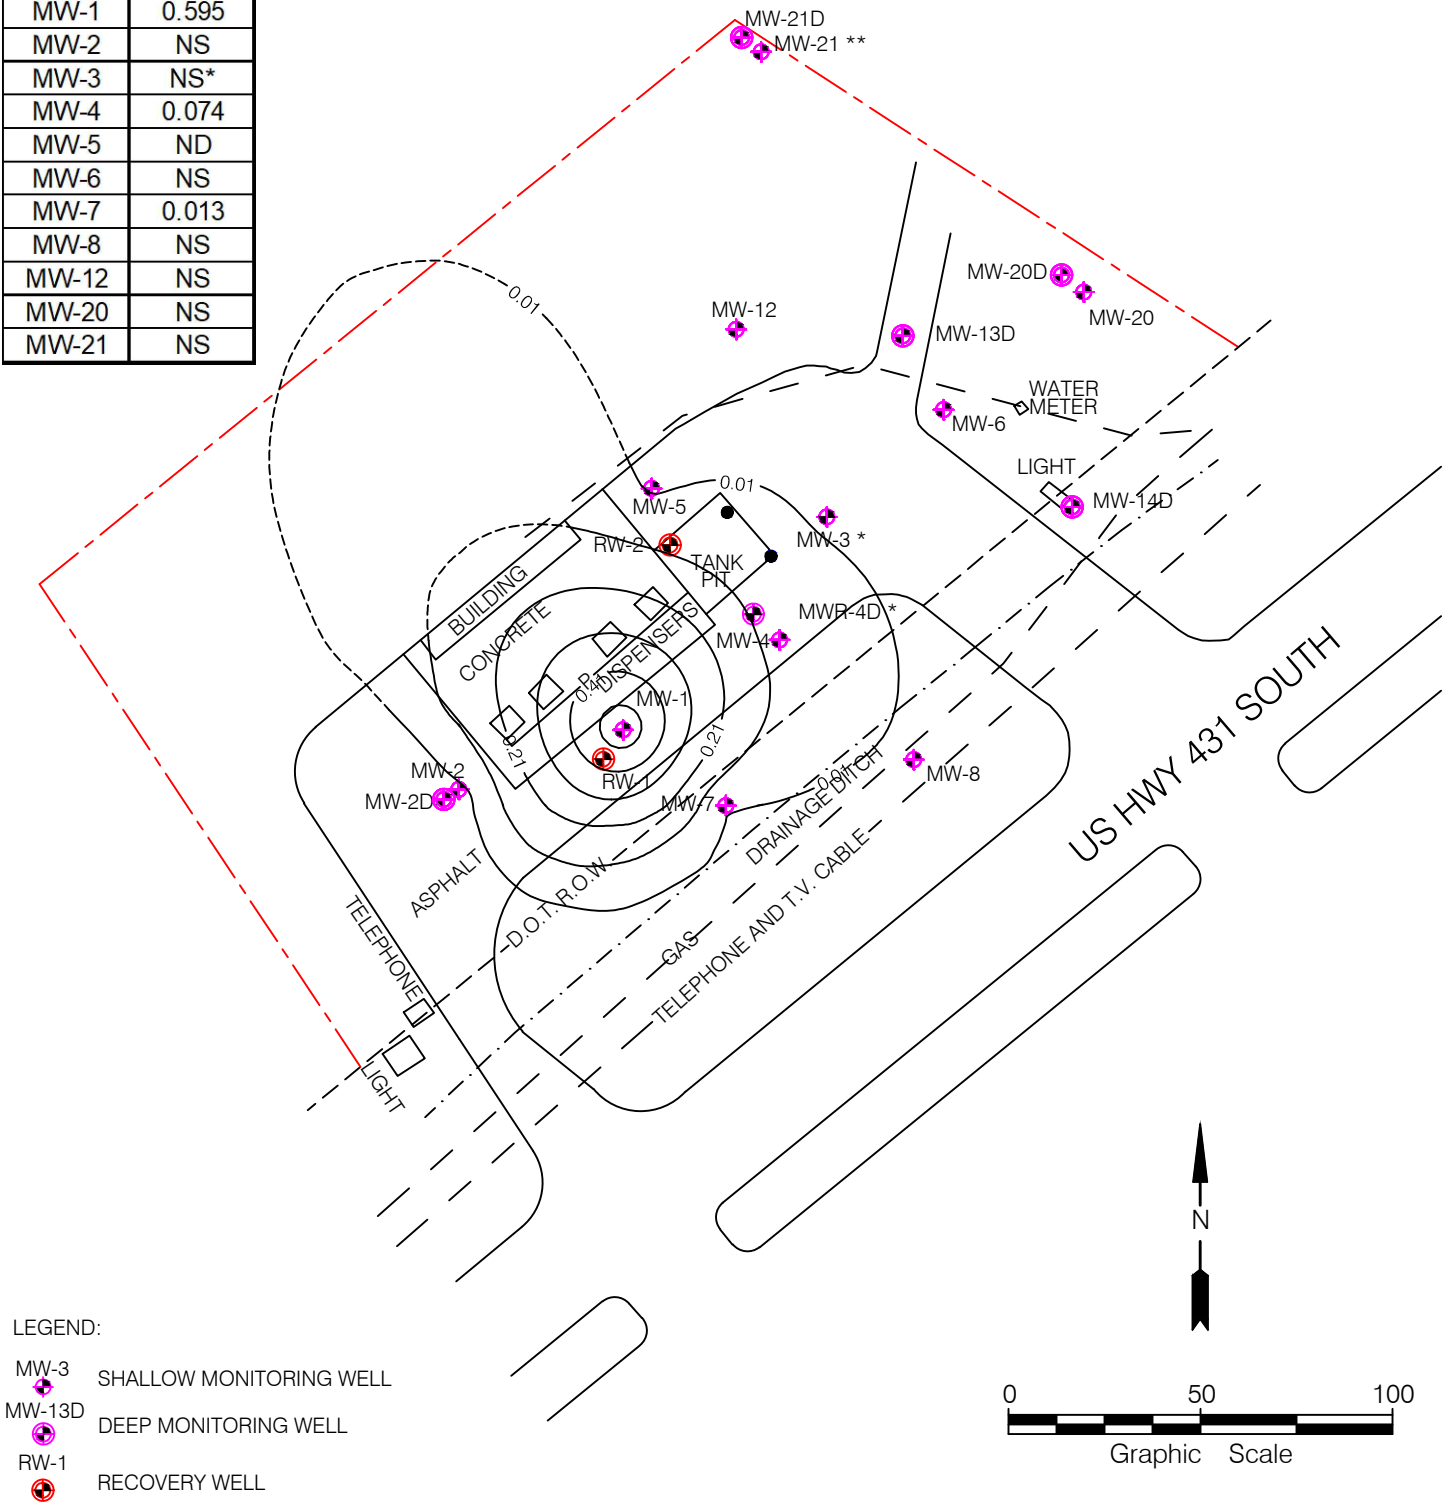 MW-1 0.595
MW-2 NS
MW-3 NS*
MW-4 0.074
MW-5 ND
MW-6 NS
MW-7 0.013
MW-8 NS
MW-12 NS
MW-20 NS
MW-21 NS
MW-21D
MW-21 **
MW-20D
MW-20
0.01
MW-12
MW-13D
WATER
METER
MW-6
LIGHT
MW-14D
0.01
MW-5
MW-3 *
RW-2
TANK
PIT
BUILDING
CONCRETE
MWR-4D *
MW-4
DISPENSERS
0.41
MW-1
0.21
0.21
RW-1
MW-2
MW-2D
MW-7
0.01
MW-8
DRAINAGE DITCH
US HWY 431 SOUTH
ASPHALT
D.O.T. R.O.W.
TELEPHONE
GAS
TELEPHONE AND T.V. CABLE
LIGHT
N
LEGEND:
MW-3
SHALLOW MONITORING WELL
MW-13D
DEEP MONITORING WELL
RW-1
RECOVERY WELL
0 50 100
Graphic Scale